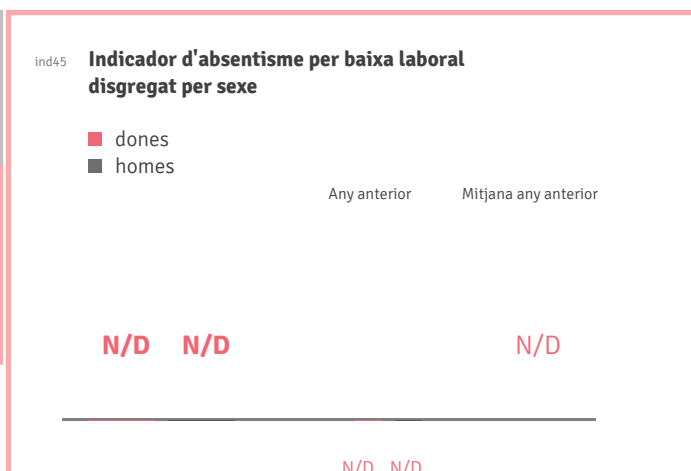 ind45
Indicador d'absentisme per baixa laboral
disgregat per sexe
dones
homes
Any anterior Mitjana any anterior
N/D N/D N/D
N/D N/D